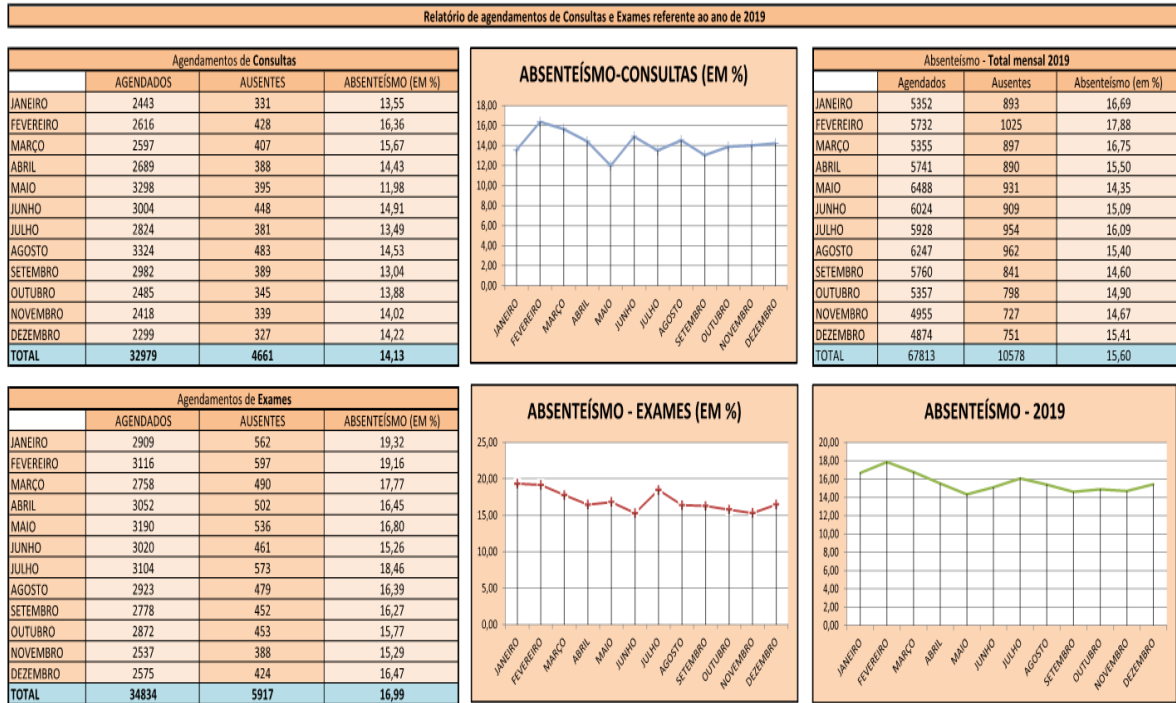 Relatório de agendamentos de Consultas e Exames referente ao ano de 2019
Agendamentos de Consultas
AGENDADOS AUSENTES ABSENTEÍSMO (EM %)
JANEIRO 2443 331 13,55
FEVEREIRO 2616 428 16,36
MARÇO 2597 407 15,67
ABRIL 2689 388 14,43
MAIO 3298 395 11,98
JUNHO 3004 448 14,91
JULHO 2824 381 13,49
AGOSTO 3324 483 14,53
SETEMBRO 2982 389 13,04
OUTUBRO 2485 345 13,88
NOVEMBRO 2418 339 14,02
DEZEMBRO 2299 327 14,22
TOTAL 32979 4661 14,13
ABSENTEÍSMO-CONSULTAS (EM %)
18,00
16,00
14,00
12,00
10,00
8,00
6,00
4,00
2,00
0,00
JANEIRO FEVEREIRO MARÇO ABRIL MAIO JUNHO JULHO AGOSTO SETEMBRO OUTUBRO NOVEMBRO DEZEMBRO
Absenteísmo - Total mensal 2019
Agendados Ausentes Absenteísmo (em %)
JANEIRO 5352 893 16,69
FEVEREIRO 5732 1025 17,88
MARÇO 5355 897 16,75
ABRIL 5741 890 15,50
MAIO 6488 931 14,35
JUNHO 6024 909 15,09
JULHO 5928 954 16,09
AGOSTO 6247 962 15,40
SETEMBRO 5760 841 14,60
OUTUBRO 5357 798 14,90
NOVEMBRO 4955 727 14,67
DEZEMBRO 4874 751 15,41
TOTAL 67813 10578 15,60
Agendamentos de Exames
AGENDADOS AUSENTES ABSENTEÍSMO (EM %)
JANEIRO 2909 562 19,32
FEVEREIRO 3116 597 19,16
MARÇO 2758 490 17,77
ABRIL 3052 502 16,45
MAIO 3190 536 16,80
JUNHO 3020 461 15,26
JULHO 3104 573 18,46
AGOSTO 2923 479 16,39
SETEMBRO 2778 452 16,27
OUTUBRO 2872 453 15,77
NOVEMBRO 2537 388 15,29
DEZEMBRO 2575 424 16,47
TOTAL 34834 5917 16,99
ABSENTEÍSMO - EXAMES (EM %)
25,00
20,00
15,00
10,00
5,00
0,00
JANEIRO FEVEREIRO MARÇO ABRIL MAIO JUNHO JULHO AGOSTO SETEMBRO OUTUBRO NOVEMBRO DEZEMBRO
ABSENTEÍSMO - 2019
20,00
18,00
16,00
14,00
12,00
10,00
8,00
6,00
4,00
2,00
0,00
JANEIRO FEVEREIRO MARÇO ABRIL MAIO JUNHO JULHO AGOSTO SETEMBRO OUTUBRO NOVEMBRO DEZEMBRO